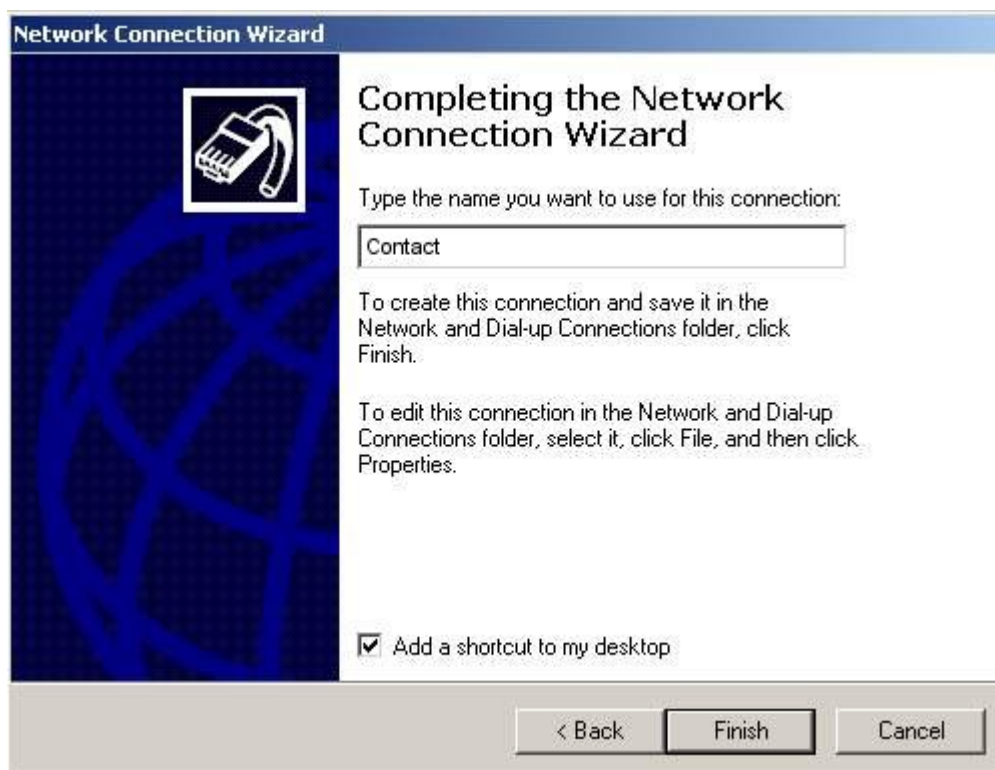 Network Connection Wizard
Completing the Network
Connection Wizard
Type the name you want to use for this connection:
Contact
To create this connection and save it in the
Network and Dial-up Connections folder, click
Finish.
To edit this connection in the Network and Dial-up
Connections folder, select it, click File, and then click
Properties.
Add a shortcut to my desktop
< Back Finish Cancel